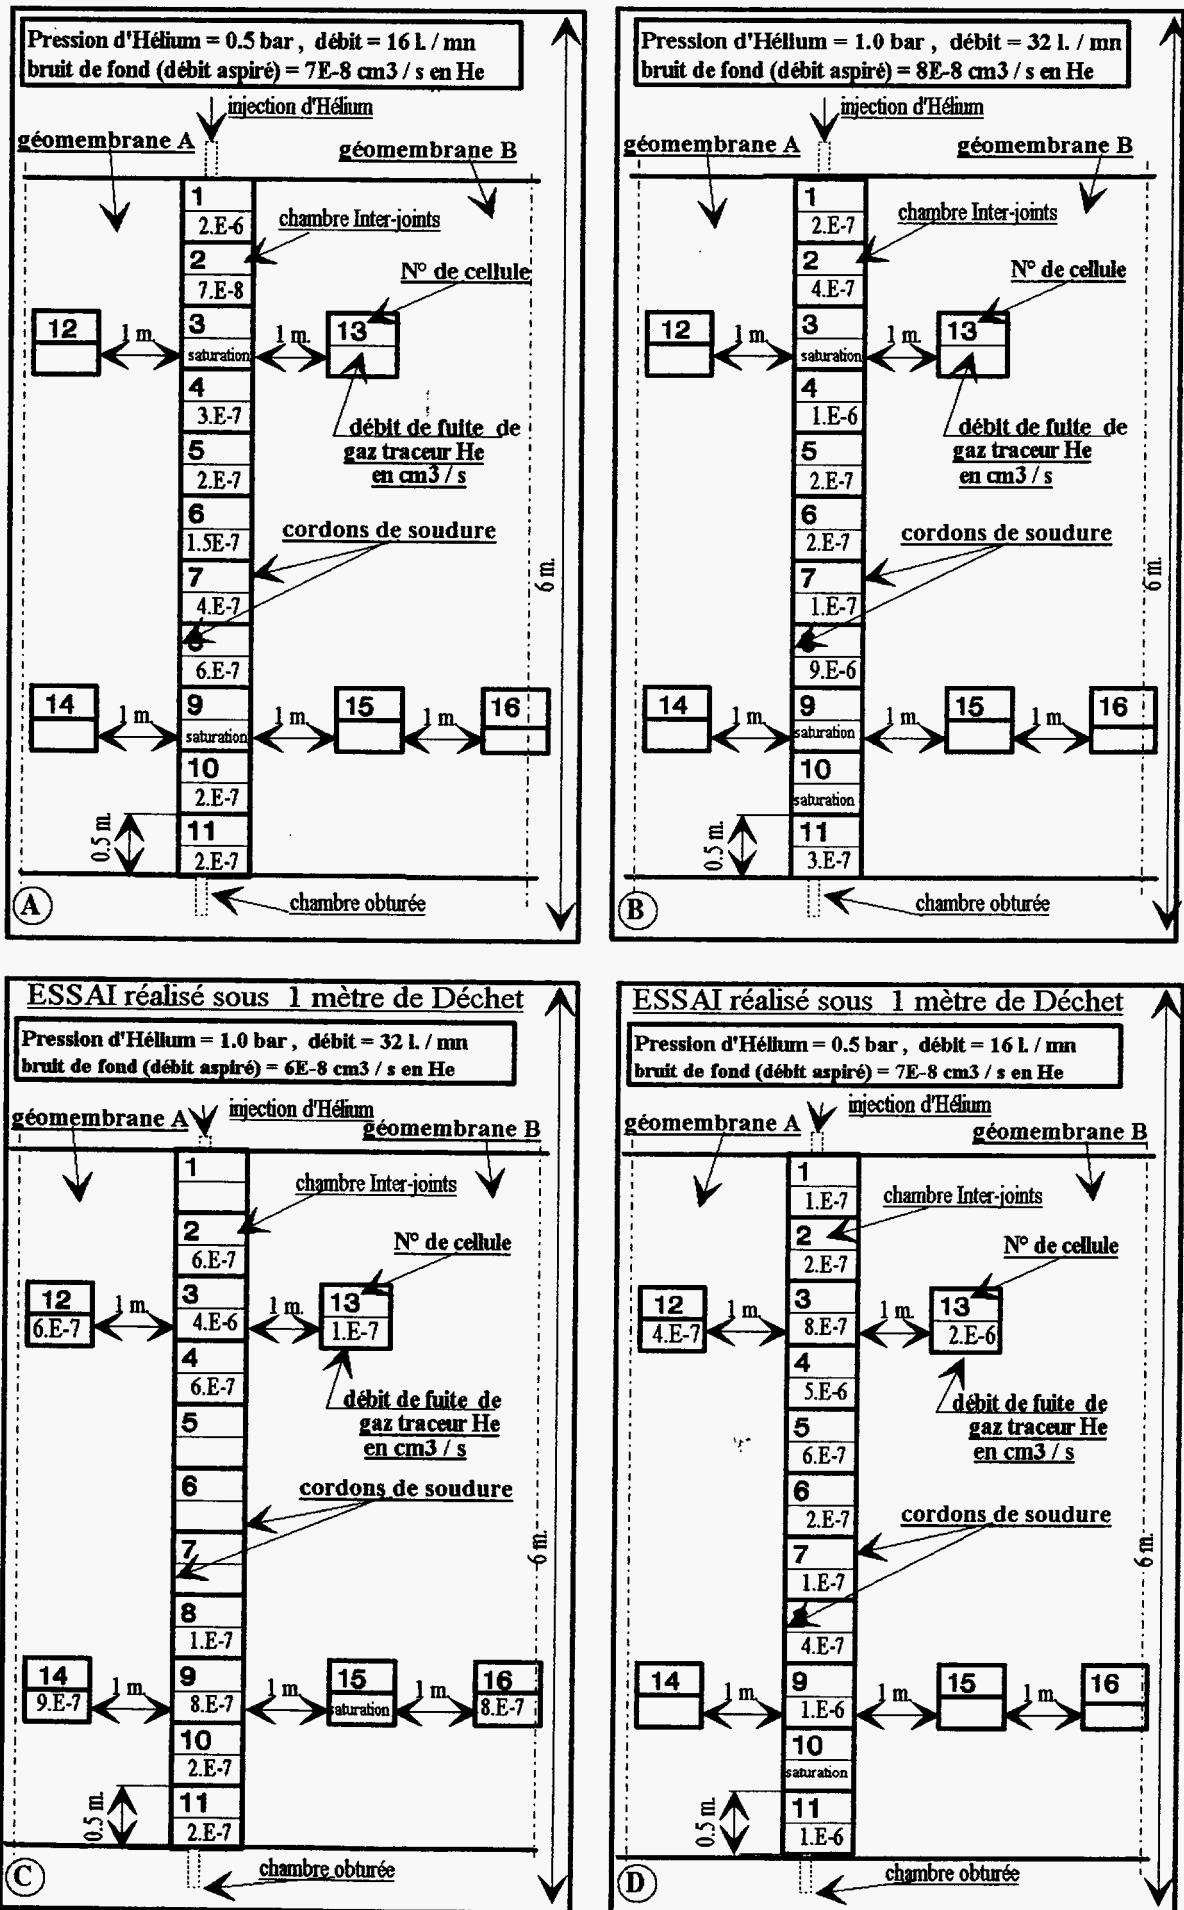 Pression d'Hélium = 0.5 bar , débit = 16 l. / mn
bruit de fond (débit aspiré) = 7E-8 cm3 / s en He
injection d'Hélium
géomembrane A
géomembrane B
1
2.E-6
chambre Inter-joints
2
7.E-8
N° de cellule
3
saturation
12
1 m.
1 m.
13
4
3.E-7
débit de fuite de
gaz traceur He
en cm3 / s
5
2.E-7
6
1.5E-7
cordons de soudure
7
4.E-7
6 m.
6.E-7
14
1 m.
9
saturation
1 m.
15
1 m.
16
10
2.E-7
0.5 m.
11
2.E-7
chambre obturée
A
Pression d'Hélium = 1.0 bar , débit = 32 l. / mn
bruit de fond (débit aspiré) = 8E-8 cm3 / s en He
injection d'Hélium
géomembrane A
géomembrane B
1
2.E-7
chambre Inter-joints
2
4.E-7
N° de cellule
3
saturation
12
1 m.
1 m.
13
4
1.E-6
débit de fuite de
gaz traceur He
en cm3 / s
5
2.E-7
6
2.E-7
cordons de soudure
7
1.E-7
6 m.
9.E-6
14
1 m.
9
saturation
1 m.
15
1 m.
16
10
saturation
0.5 m.
11
3.E-7
chambre obturée
B
ESSAI réalisé sous 1 mètre de Déchet
Pression d'Hélium = 1.0 bar , débit = 32 l. / mn
bruit de fond (débit aspiré) = 6E-8 cm3 / s en He
injection d'Hélium
géomembrane A
géomembrane B
1
chambre Inter-joints
2
6.E-7
N° de cellule
3
4.E-6
12
6.E-7
1 m.
1 m.
13
1.E-7
4
6.E-7
débit de fuite de
gaz traceur He
en cm3 / s
5
6
cordons de soudure
7
6 m.
8
1.E-7
14
9.E-7
1 m.
9
8.E-7
1 m.
15
saturation
1 m.
16
8.E-7
10
2.E-7
0.5 m.
11
2.E-7
chambre obturée
C
ESSAI réalisé sous 1 mètre de Déchet
Pression d'Hélium = 0.5 bar , débit = 16 l. / mn
bruit de fond (débit aspiré) = 7E-8 cm3 / s en He
injection d'Hélium
géomembrane A
géomembrane B
1
1.E-7
chambre Inter-joints
2
2.E-7
N° de cellule
3
8.E-7
12
4.E-7
1 m.
1 m.
13
2.E-6
4
5.E-6
débit de fuite de
gaz traceur He
en cm3 / s
5
6.E-7
6
2.E-7
cordons de soudure
7
1.E-7
6 m.
4.E-7
14
1 m.
9
1.E-6
1 m.
15
1 m.
16
10
saturation
0.5 m.
11
1.E-6
chambre obturée
D